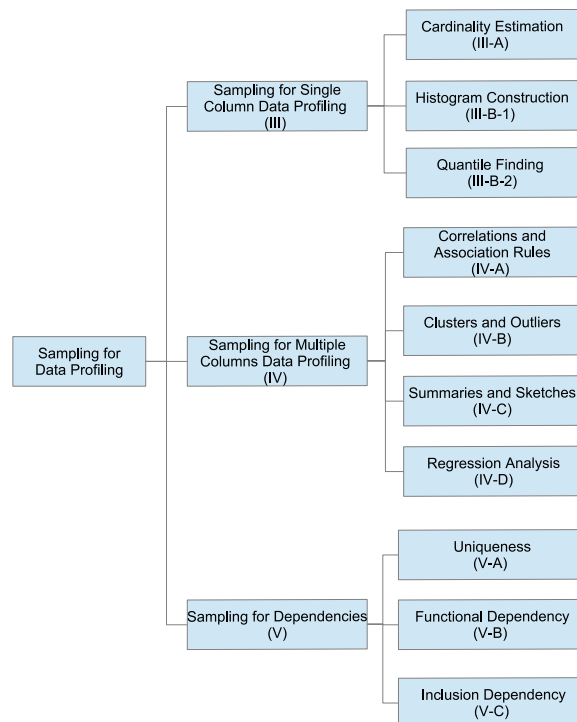 Sampling for
Data Profiling
Sampling for Single
Column Data Profiling
(III)
Cardinality Estimation
(III-A)
Histogram Construction
(III-B-1)
Quantile Finding
(III-B-2)
Sampling for Multiple
Columns Data Profiling
(IV)
Correlations and
Association Rules
(IV-A)
Clusters and Outliers
(IV-B)
Summaries and Sketches
(IV-C)
Regression Analysis
(IV-D)
Sampling for Dependencies
(V)
Uniqueness
(V-A)
Functional Dependency
(V-B)
Inclusion Dependency
(V-C)